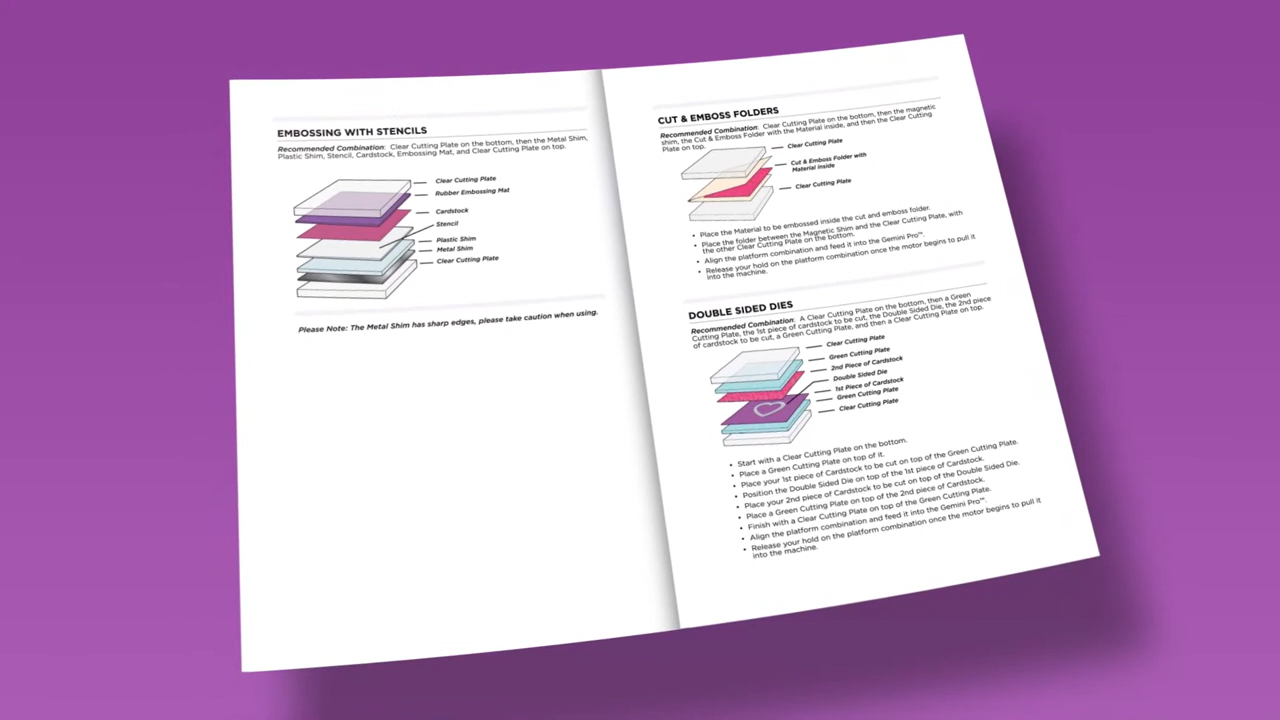 EMBOSSING WITH STENCILS
Recommended Combination: Clear Cutting Plate on the bottom, then the Metal Shim,
Plastic Shim, Stencil, Cardstock, Embossing Mat, and Clear Cutting Plate on top.
Clear Cutting Plate
Rubber Embossing Mat
Cardstock
Stencil
Plastic Shim
Metal Shim
Clear Cutting Plate
Please Note: The Metal Shim has sharp edges, please take caution when using.
CUT & EMBOSS FOLDERS
Recommended Combination: Clear Cutting Plate on the bottom, then the magnetic
shim, the Cut & Emboss Folder with the Material inside, and then the Clear Cutting
Plate on top.
Clear Cutting Plate
Cut & Emboss Folder with
Material inside
Clear Cutting Plate
• Place the Material to be embossed inside the cut and emboss folder.
• Place the folder between the Magnetic Shim and the Clear Cutting Plate, with
the other Clear Cutting Plate on the bottom.
• Align the platform combination and feed it into the Gemini Pro™.
• Release your hold on the platform combination once the motor begins to pull it
into the machine.
DOUBLE SIDED DIES
Recommended Combination: A Clear Cutting Plate on the bottom, then a Green
Cutting Plate, the 1st piece of cardstock to be cut, the Double Sided Die, the 2nd piece
of cardstock to be cut, a Green Cutting Plate, and then a Clear Cutting Plate on top.
Clear Cutting Plate
Green Cutting Plate
2nd Piece of Cardstock
Double Sided Die
1st Piece of Cardstock
Green Cutting Plate
Clear Cutting Plate
• Start with a Clear Cutting Plate on the bottom.
• Place a Green Cutting Plate on top of it.
• Place your 1st piece of Cardstock to be cut on top of the Green Cutting Plate.
• Position the Double Sided Die on top of the 1st piece of Cardstock.
• Place your 2nd piece of Cardstock to be cut on top of the Double Sided Die.
• Place a Green Cutting Plate on top of the 2nd piece of Cardstock.
• Finish with a Clear Cutting Plate on top of the Green Cutting Plate.
• Align the platform combination and feed it into the Gemini Pro™.
• Release your hold on the platform combination once the motor begins to pull it
into the machine.